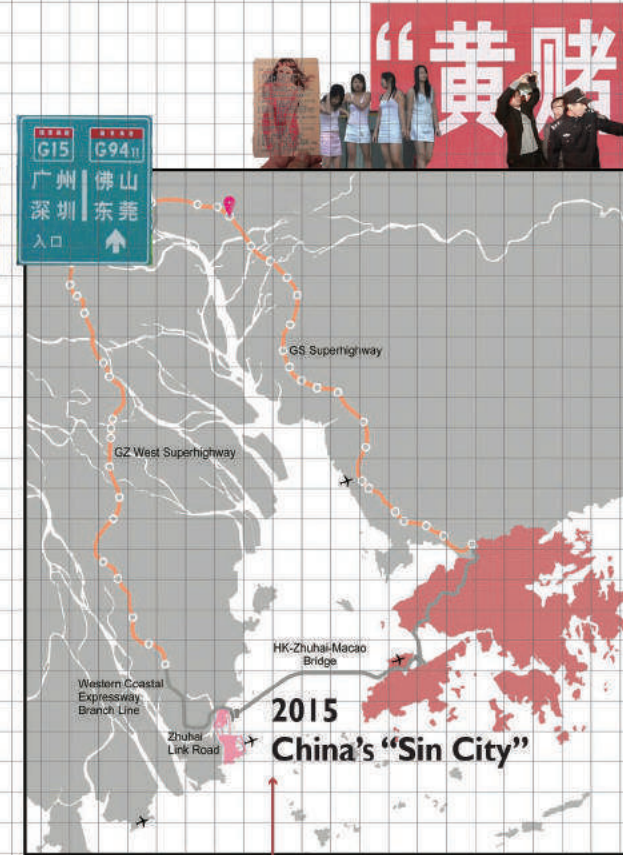 “黄赌
G15
G9411
广州
佛山
深圳
东莞
入口
GS Superhighway
GZ West Superhighway
HK-Zhuhai-Macao
Bridge
Western Coastal
Expressway
Branch Line
Zhuhai
Link Road
2015
China’s “Sin City”